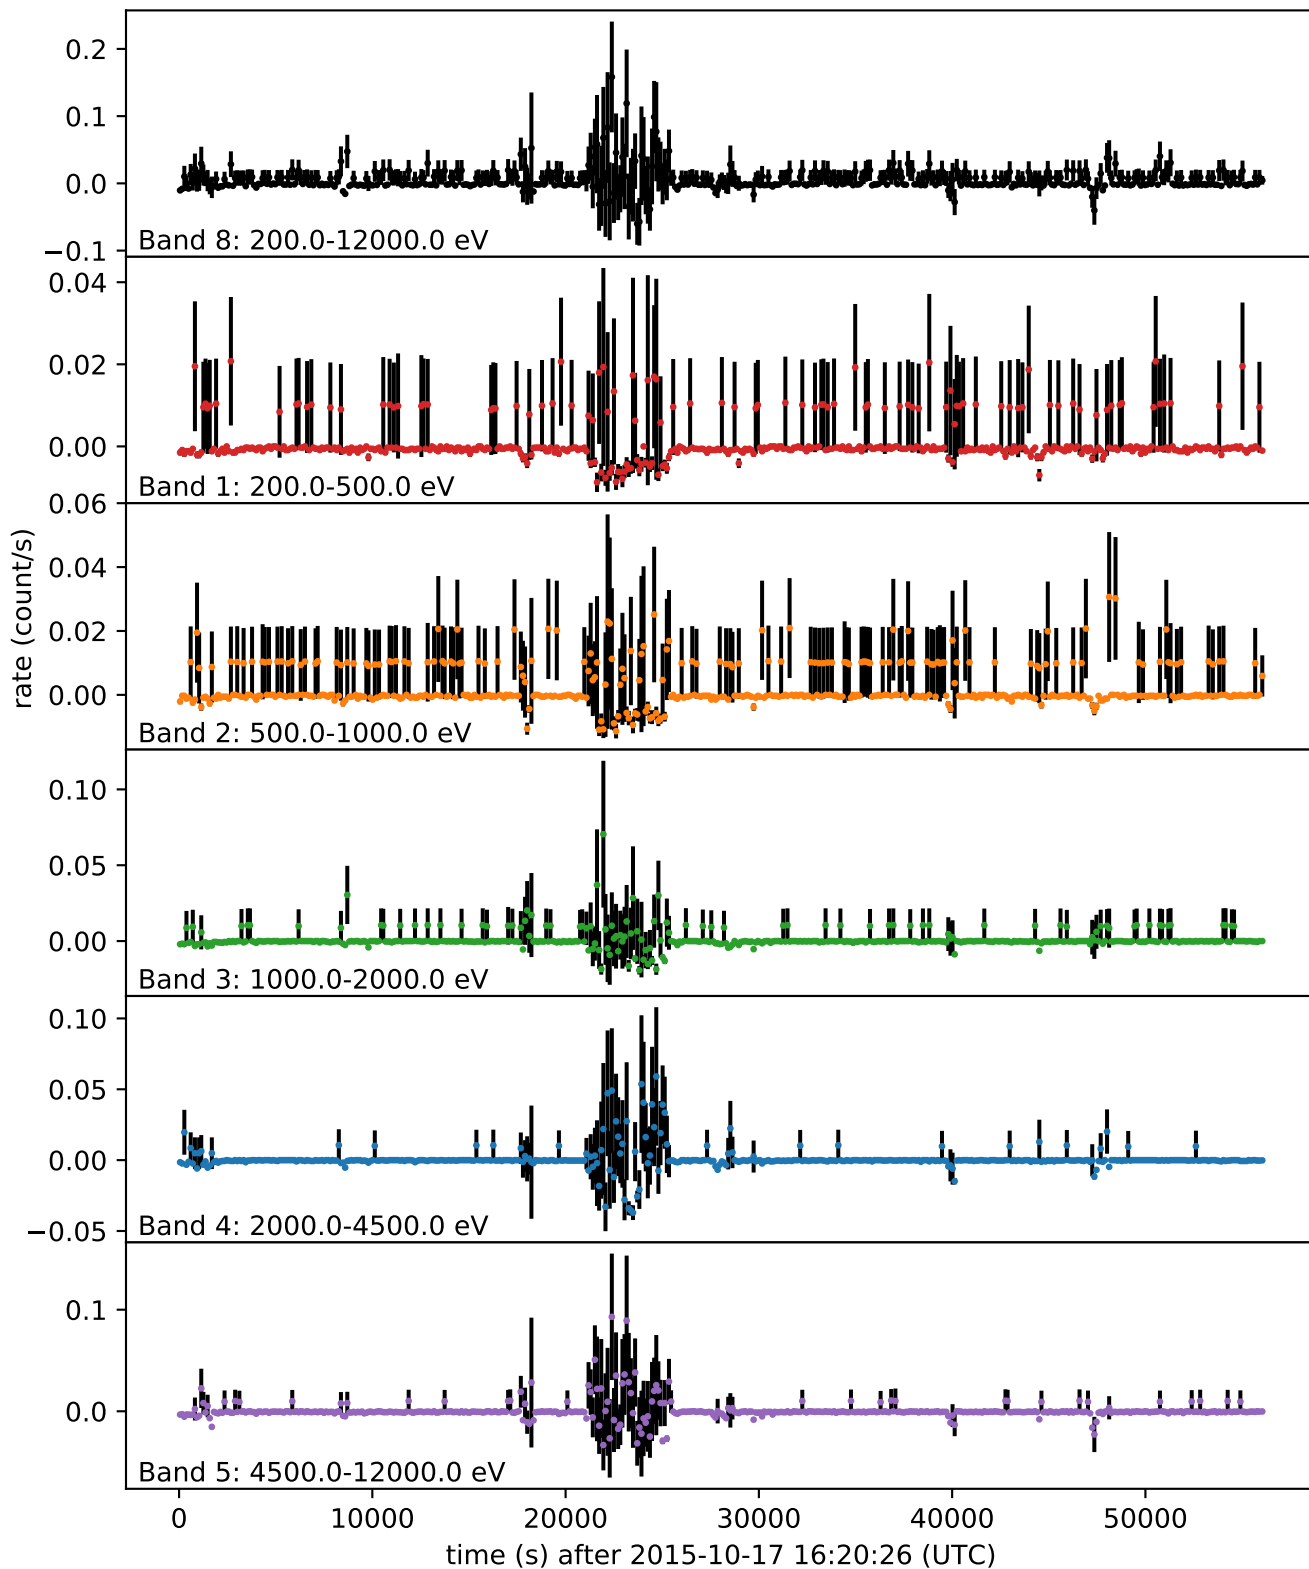 0.2
0.1
0.0
−0.1
Band 8: 200.0-12000.0 eV
0.04
0.02
0.00
Band 1: 200.0-500.0 eV
0.06
0.04
0.02
0.00
Band 2: 500.0-1000.0 eV
rate (count/s)
0.10
0.05
0.00
Band 3: 1000.0-2000.0 eV
0.10
0.05
0.00
−0.05
Band 4: 2000.0-4500.0 eV
0.1
0.0
Band 5: 4500.0-12000.0 eV
0 10000 20000 30000 40000 50000
time (s) after 2015-10-17 16:20:26 (UTC)